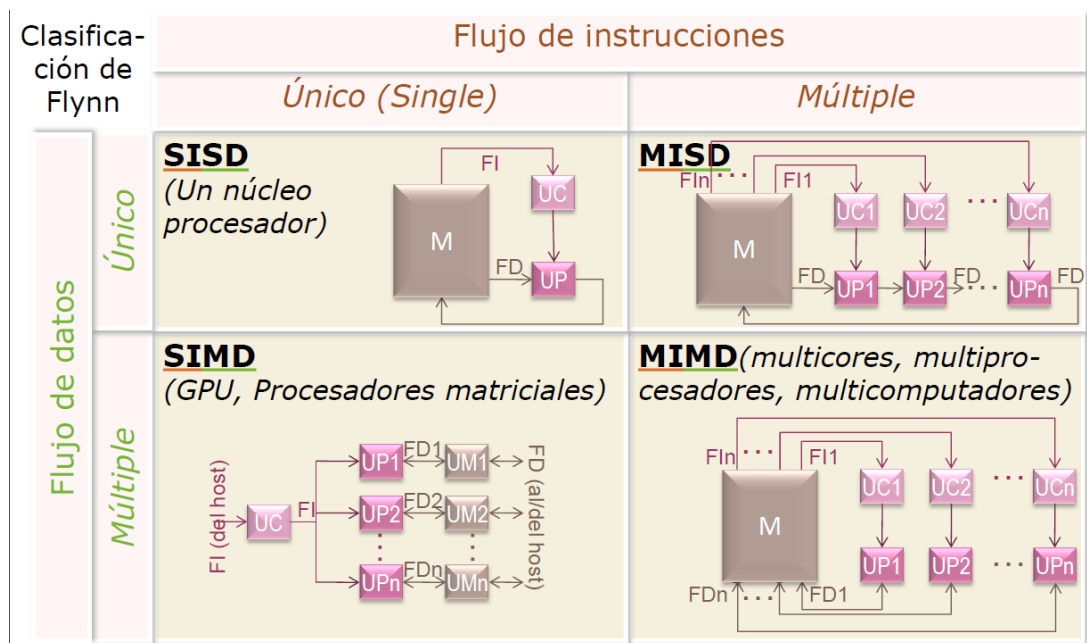 Clasifica-
ción de
Flynn
Flujo de instrucciones
Único (Single)
Múltiple
Flujo de datos
Único
SISD
(Un núcleo
procesador)
FI
UC
M
FD
UP
MISD
FIn ··· FI1
UC1 UC2 ··· UCn
M
FD UP1 UP2 FD ··· UPn FD
Múltiple
SIMD
(GPU, Procesadores matriciales)
FI (del host)
UC
FI
UP1 FD1 UM1
UP2 FD2 UM2
UPn FDn UMn
FD (al/del host)
MIMD(multicores, multipro-
cesadores, multicomputadores)
FIn ··· FI1
UC1 UC2 ··· UCn
M
UP1 UP2 ··· UPn
FDn ··· FD1